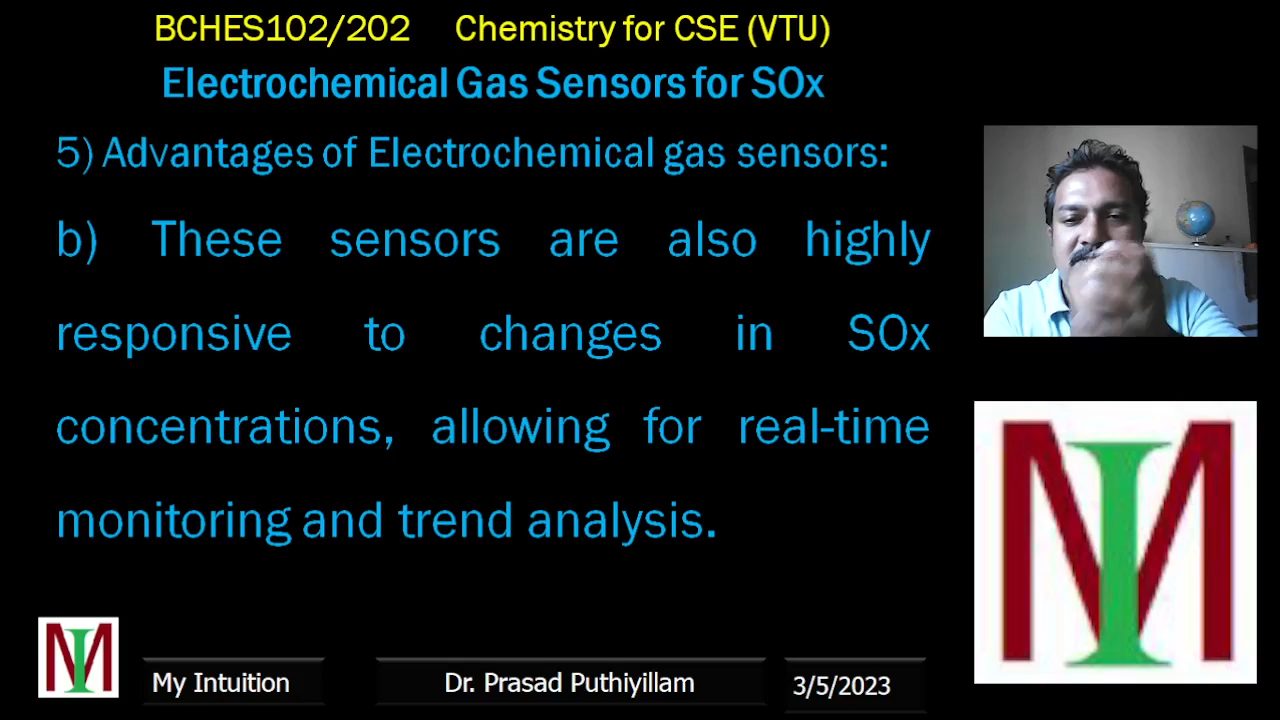 BCHES102/202 Chemistry for CSE (VTU)
Electrochemical Gas Sensors for SOx
5) Advantages of Electrochemical gas sensors:
b) These sensors are also highly
responsive to changes in SOx
concentrations, allowing for real-time
monitoring and trend analysis.
MI
MI
My Intuition
Dr. Prasad Puthiyillam
3/5/2023